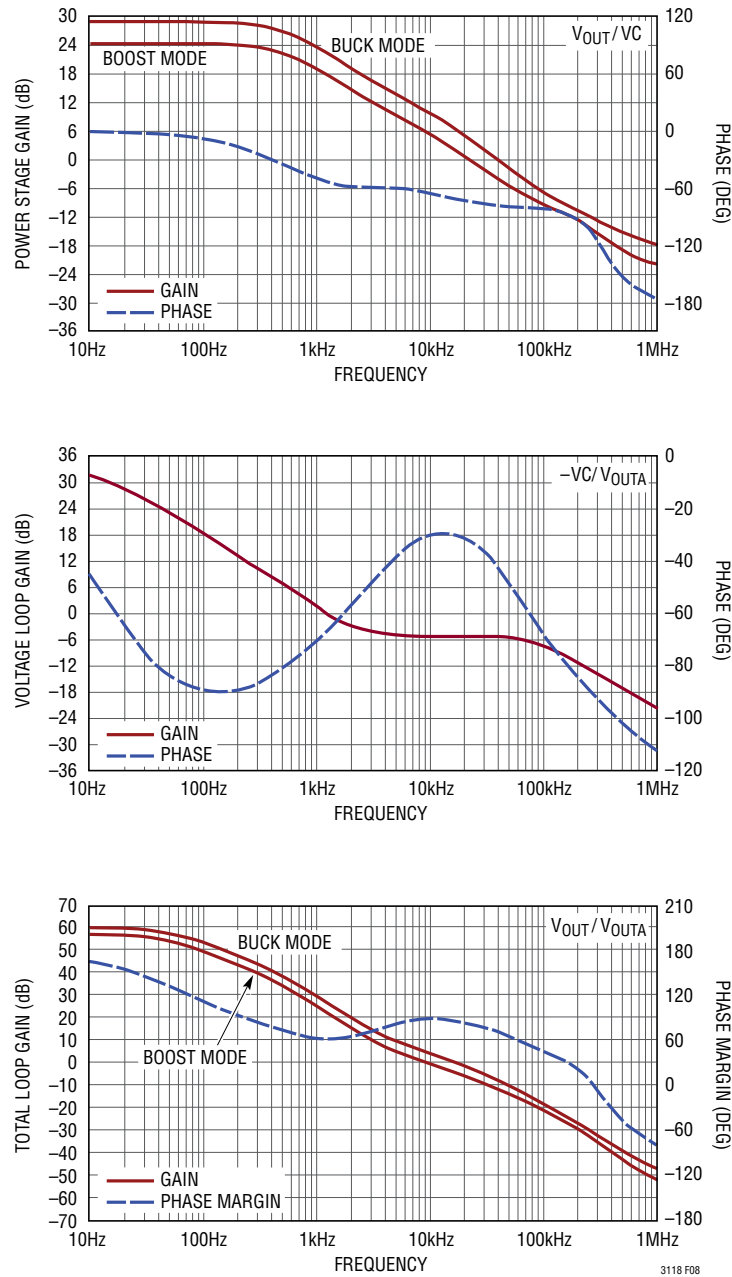 30
24
18
12
6
0
–6
–12
–18
–24
–30
–36
POWER STAGE GAIN (dB)
BUCK MODE
BOOST MODE
V_OUT/VC
120
60
0
–60
–120
–180
PHASE (DEG)
GAIN
PHASE
10Hz 100Hz 1kHz 10kHz 100kHz 1MHz
FREQUENCY
36
30
24
18
12
6
0
–6
–12
–18
–24
–30
–36
VOLTAGE LOOP GAIN (dB)
–VC/V_OUTA
0
–20
–40
–60
–80
–100
–120
PHASE (DEG)
GAIN
PHASE
10Hz 100Hz 1kHz 10kHz 100kHz 1MHz
FREQUENCY
70
60
50
40
30
20
10
0
–10
–20
–30
–40
–50
–60
–70
TOTAL LOOP GAIN (dB)
BUCK MODE
BOOST MODE
V_OUT/V_OUTA
210
180
120
60
0
–60
–120
–180
PHASE MARGIN (DEG)
GAIN
PHASE MARGIN
10Hz 100Hz 1kHz 10kHz 100kHz 1MHz
FREQUENCY
3118 F08